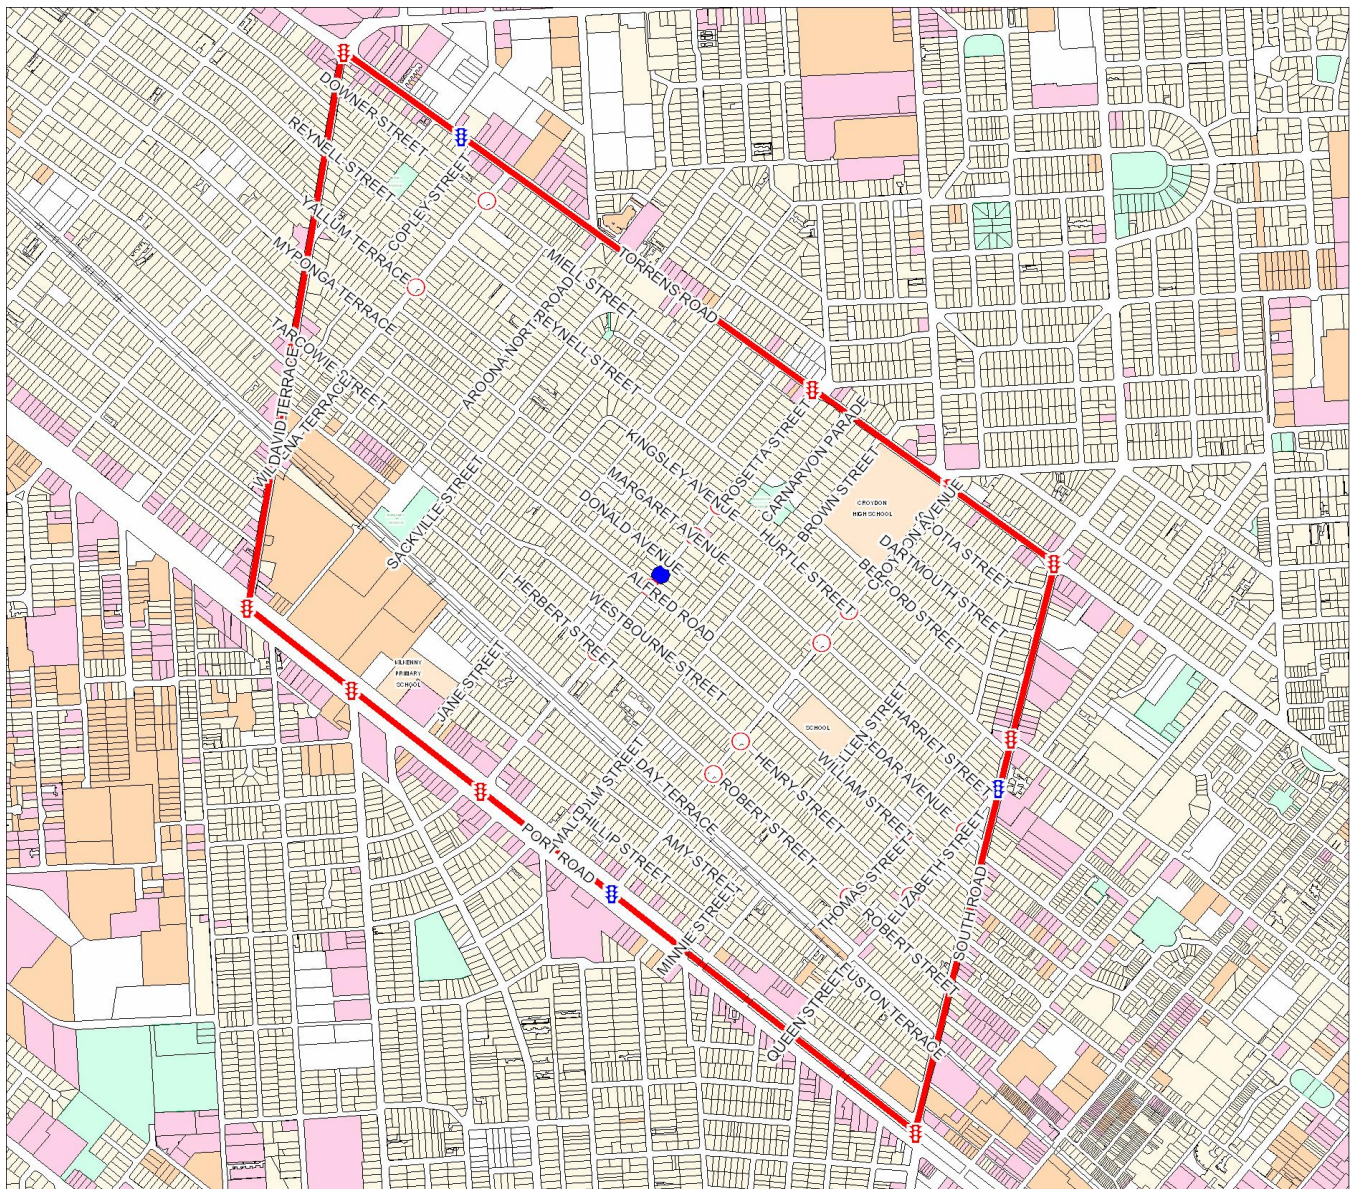 DOWNER STREET
REYNELL STREET
COPLEY STREET
YALLUM TERRACE
MYPONGA TERRACE
TORRENS ROAD
MIELL STREET
REYNELL STREET
AROONA NORTH ROAD
TARCOWIE STREET
DAVID TERRACE
ROSETTA STREET
CARNARVON PARADE
KINGSLEY AVENUE
BROWN STREET
MARGARET AVENUE
SACKVILLE STREET
DONALD AVENUE
CROYDON
HIGH SCHOOL
CROYDON AVENUE
SCOTIA STREET
HURTLE STREET
DARTMOUTH STREET
BERGFORD STREET
ALFRED ROAD
HERBERT STREET
WESTBOURNE STREET
KILKENNY
PRIMARY
SCHOOL
JANE STREET
ELLEN STREET
HARRIET STREET
SCHOOL
CEDAR AVENUE
WILLIAM STREET
HENRY STREET
MALCOLM STREET
DAY TERRACE
ROBERT STREET
PORT ROAD
PHILLIP STREET
AMY STREET
THOMAS STREET
ELIZABETH STREET
SOUTH ROAD
MINNIE STREET
ROBERT STREET
EUSTON TERRACE
QUEEN STREET